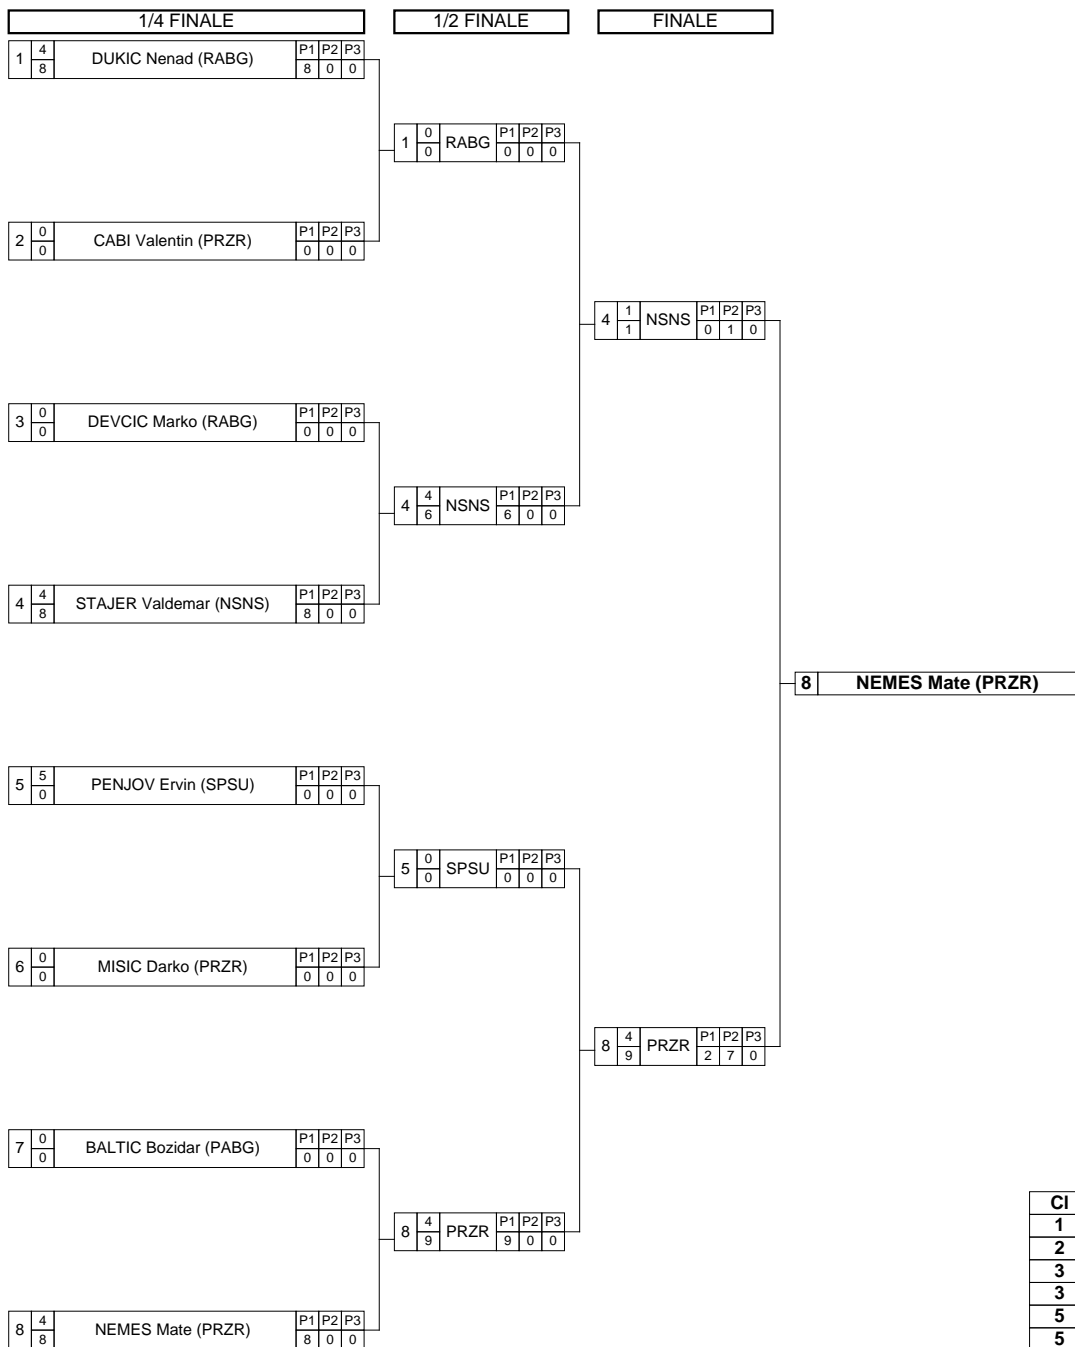 1/4 FINALE 1/2 FINALE FINALE
1 4 8 DUKIC Nenad (RABG) P1 P2 P3 8 0 0
1 0 0 RABG P1 P2 P3 0 0 0
2 0 0 CABI Valentin (PRZR) P1 P2 P3 0 0 0
4 1 1 NSNS P1 P2 P3 0 1 0
3 0 0 DEVCIC Marko (RABG) P1 P2 P3 0 0 0
4 4 6 NSNS P1 P2 P3 6 0 0
4 4 8 STAJER Valdemar (NSNS) P1 P2 P3 8 0 0
8 NEMES Mate (PRZR)
5 5 0 PENJOV Ervin (SPSU) P1 P2 P3 0 0 0
5 0 0 SPSU P1 P2 P3 0 0 0
6 0 0 MISIC Darko (PRZR) P1 P2 P3 0 0 0
8 4 9 PRZR P1 P2 P3 2 7 0
7 0 0 BALTIC Bozidar (PABG) P1 P2 P3 0 0 0
8 4 9 PRZR P1 P2 P3 9 0 0
8 4 8 NEMES Mate (PRZR) P1 P2 P3 8 0 0
Cl
1
2
3
3
5
5